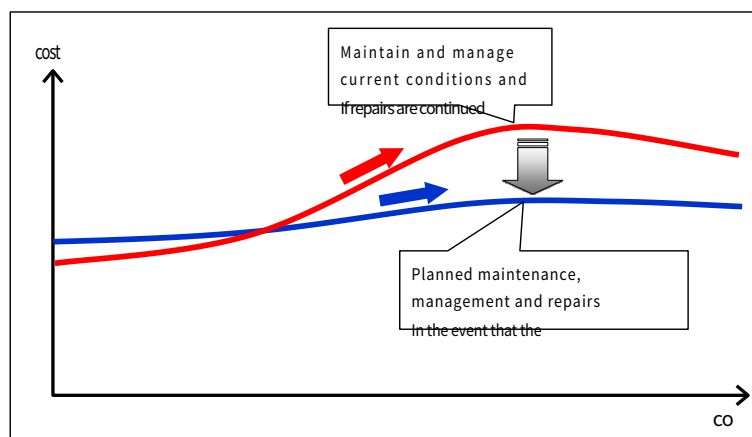 cost
Maintain and manage
current conditions and
If repairs are continued
Planned maintenance,
management and repairs
In the event that the
co